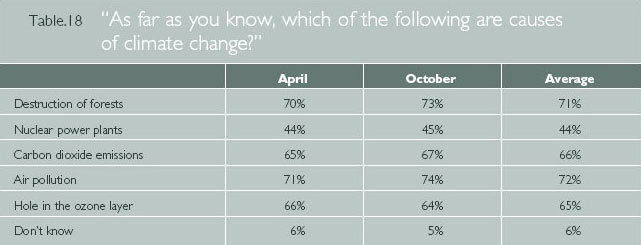 Table.18 “As far as you know, which of the following are causes
of climate change?”
April October Average
Destruction of forests 70% 73% 71%
Nuclear power plants 44% 45% 44%
Carbon dioxide emissions 65% 67% 66%
Air pollution 71% 74% 72%
Hole in the ozone layer 66% 64% 65%
Don’t know 6% 5% 6%